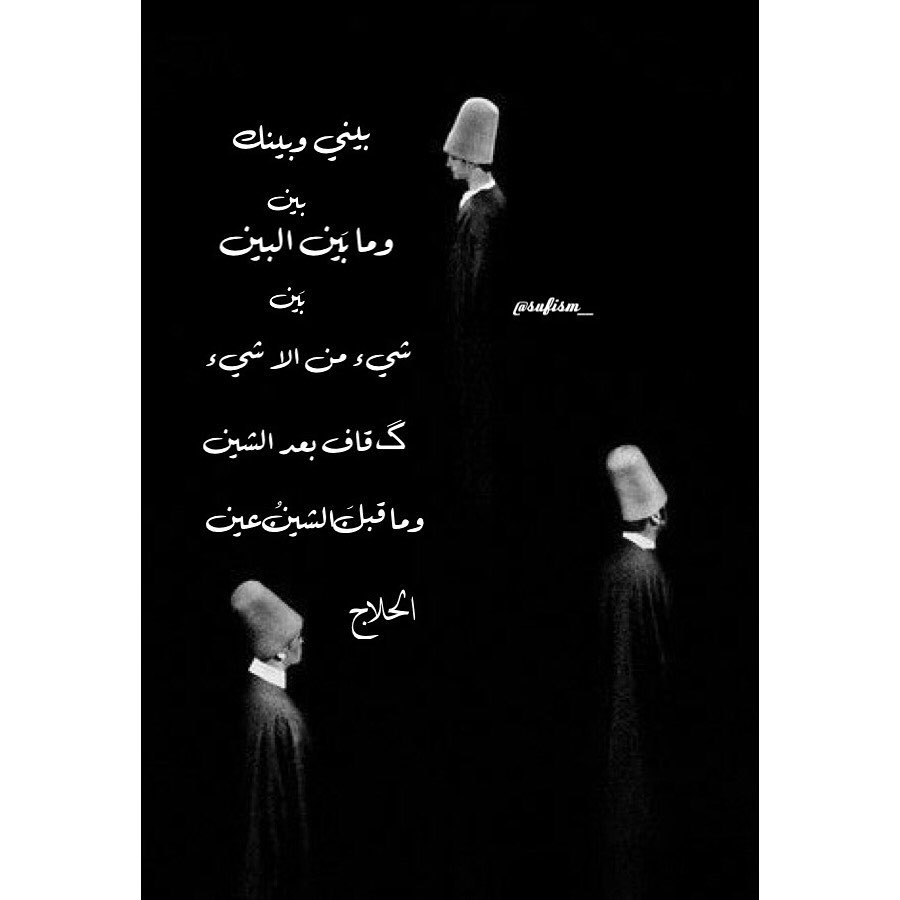 بيني وبينك
بين
وما بَين البين
بَين
شيء من الا شيء
گ قاف بعد الشين
وما قبلَ الشينُ عين
الحلاج
@sufism_